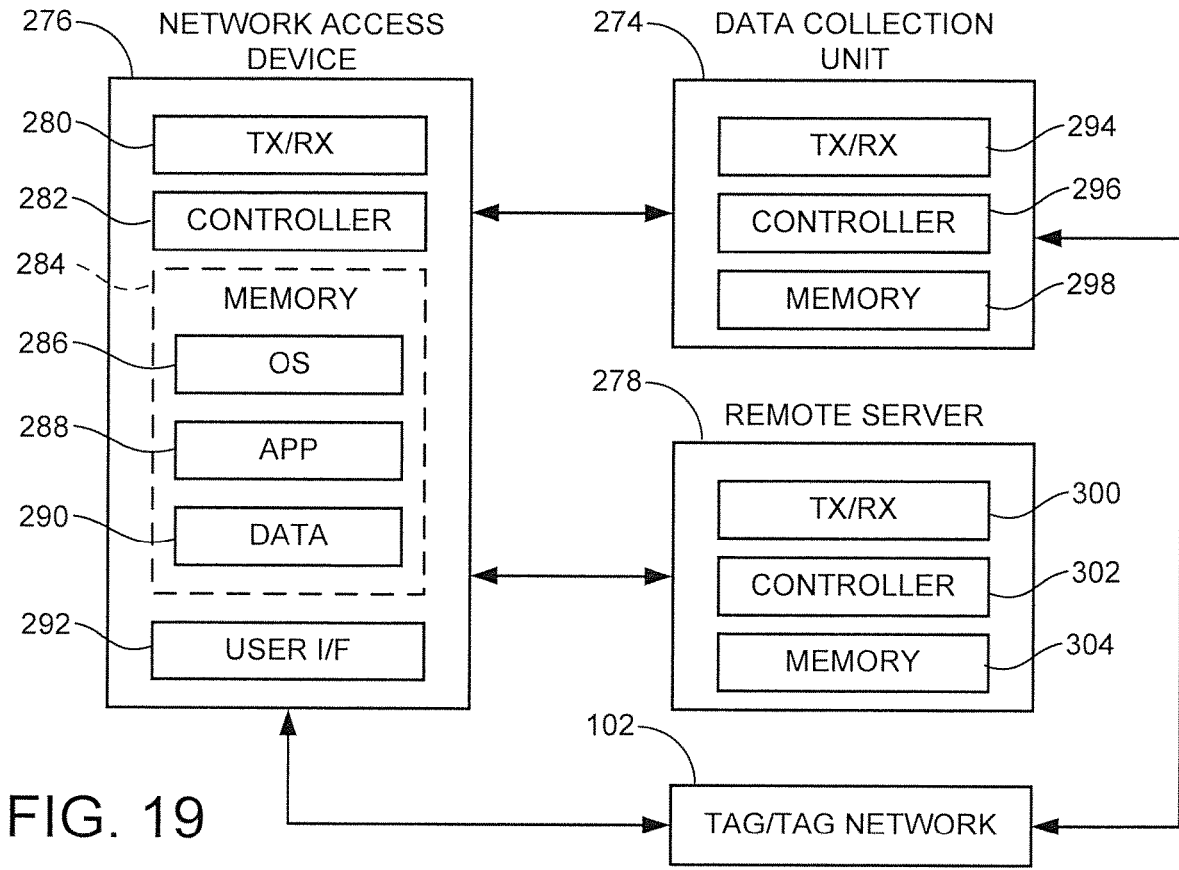 276
NETWORK ACCESS
DEVICE
280
TX/RX
282
CONTROLLER
284
MEMORY
286
OS
288
APP
290
DATA
292
USER I/F
274
DATA COLLECTION
UNIT
TX/RX
294
CONTROLLER
296
MEMORY
298
278
REMOTE SERVER
TX/RX
300
CONTROLLER
302
MEMORY
304
102
TAG/TAG NETWORK
FIG. 19